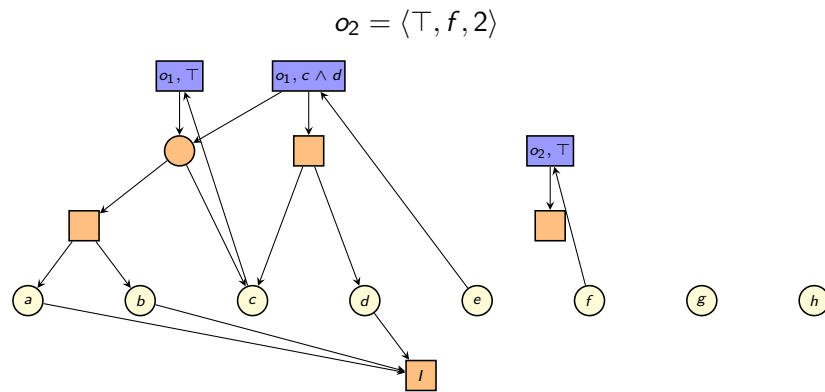 o₂ = ⟨⊤, f, 2⟩
o₁, ⊤
o₁, c ∧ d
o₂, ⊤
a
b
c
d
e
f
g
h
I